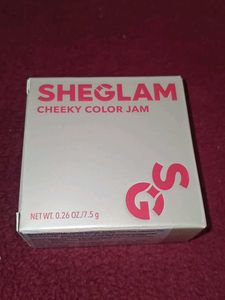 SHEGLAM
CHEEKY COLOR JAM
GS
NET WT. 0.26 OZ./7.5 g